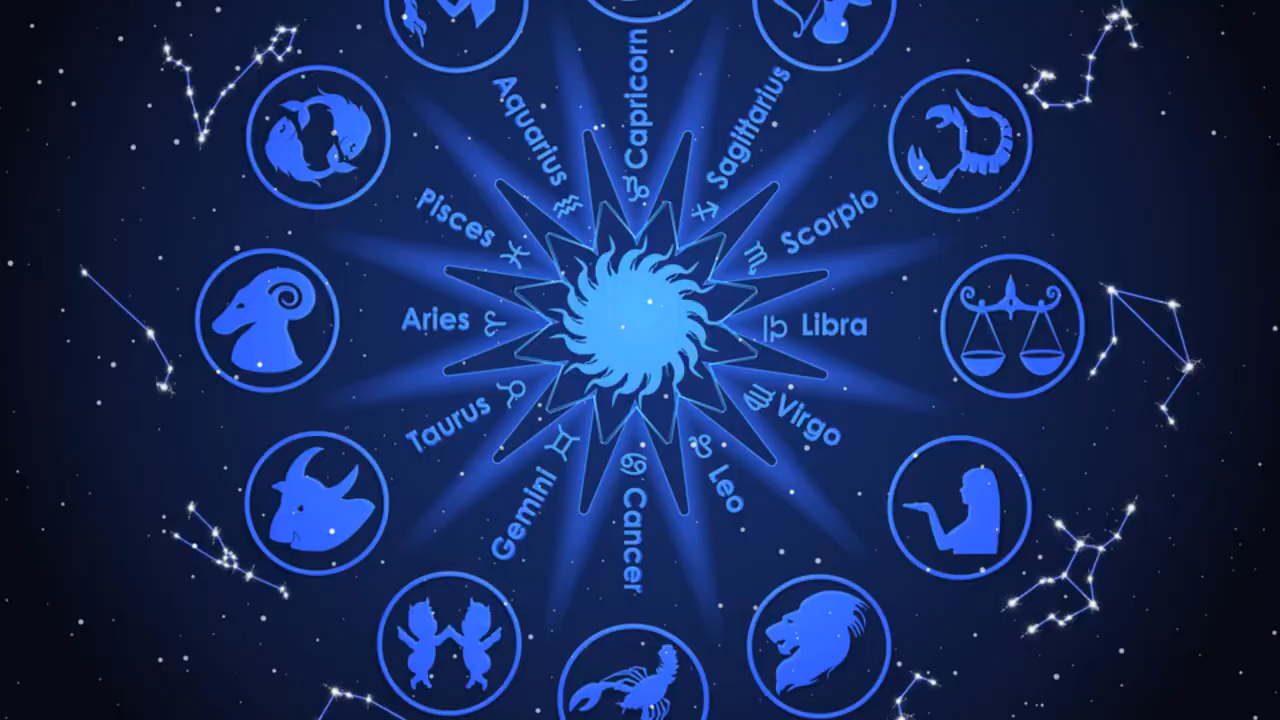 Capricorn
Sagittarius
Scorpio
Libra
Virgo
Leo
Cancer
Gemini
Taurus
Aries
Pisces
Aquarius